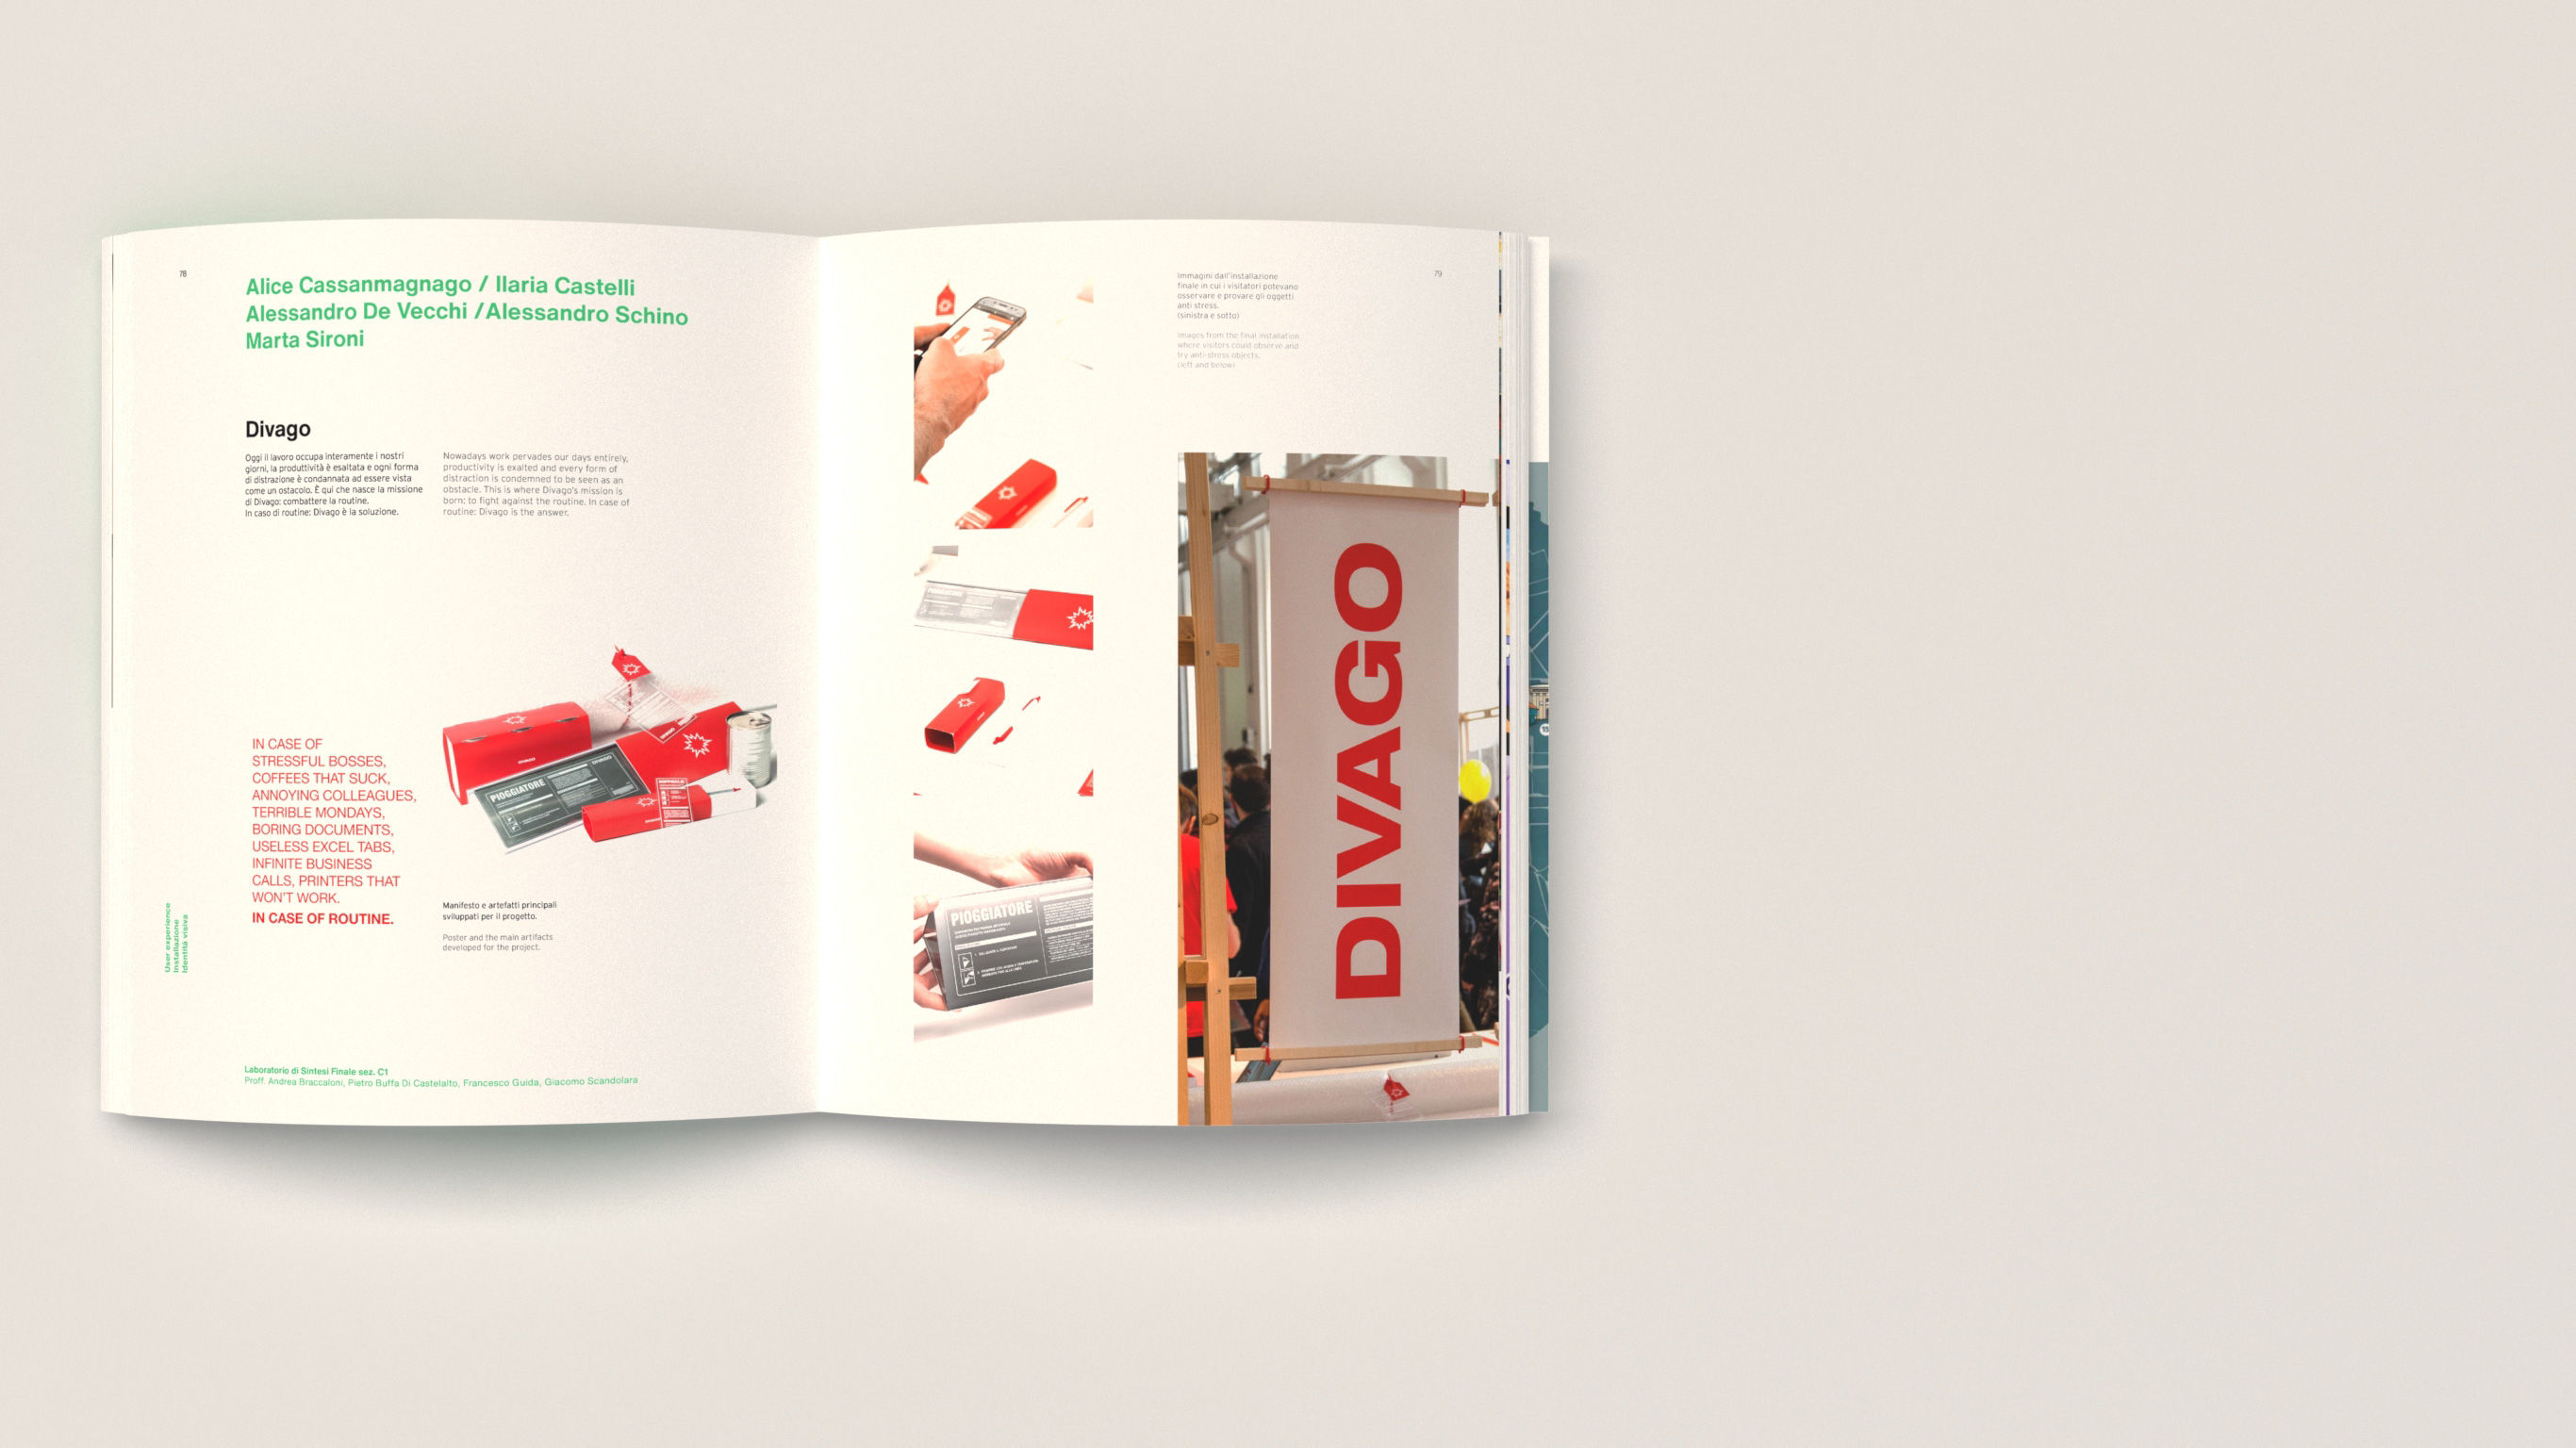 78
Alice Cassanmagnago / Ilaria Castelli
Alessandro De Vecchi /Alessandro Schino
Marta Sironi
Divago
Oggi il lavoro occupa interamente i nostri
giorni, la produttività è esaltata e ogni forma
di distrazione è condannata ad essere vista
come un ostacolo. È qui che nasce la missione
di Divago: combattere la routine.
In caso di routine: Divago è la soluzione.
Nowadays work pervades our days entirely,
productivity is exalted and every form of
distraction is condemned to be seen as an
obstacle. This is where Divago's mission is
born: to fight against the routine. In case of
routine: Divago is the answer.
IN CASE OF
STRESSFUL BOSSES,
COFFEES THAT SUCK,
ANNOYING COLLEAGUES,
TERRIBLE MONDAYS,
BORING DOCUMENTS,
USELESS EXCEL TABS,
INFINITE BUSINESS
CALLS, PRINTERS THAT
WON'T WORK.
IN CASE OF ROUTINE.
PIOGGIATORE
DIVAGO
Manifesto e artefatti principali
sviluppati per il progetto.
Poster and the main artifacts
developed for the project.
User experience
Installazione
Identità visiva
Laboratorio di Sintesi Finale sez. C1
Proff. Andrea Braccaloni, Pietro Buffa Di Castelalto, Francesco Guida, Giacomo Scandolara
Immagini dall'installazione
finale in cui i visitatori potevano
osservare e provare gli oggetti
anti stress.
(sinistra e sotto)
Images from the final installation
where visitors could observe and
try anti-stress objects.
(left and below)
79
PIOGGIATORE
DIVAGO